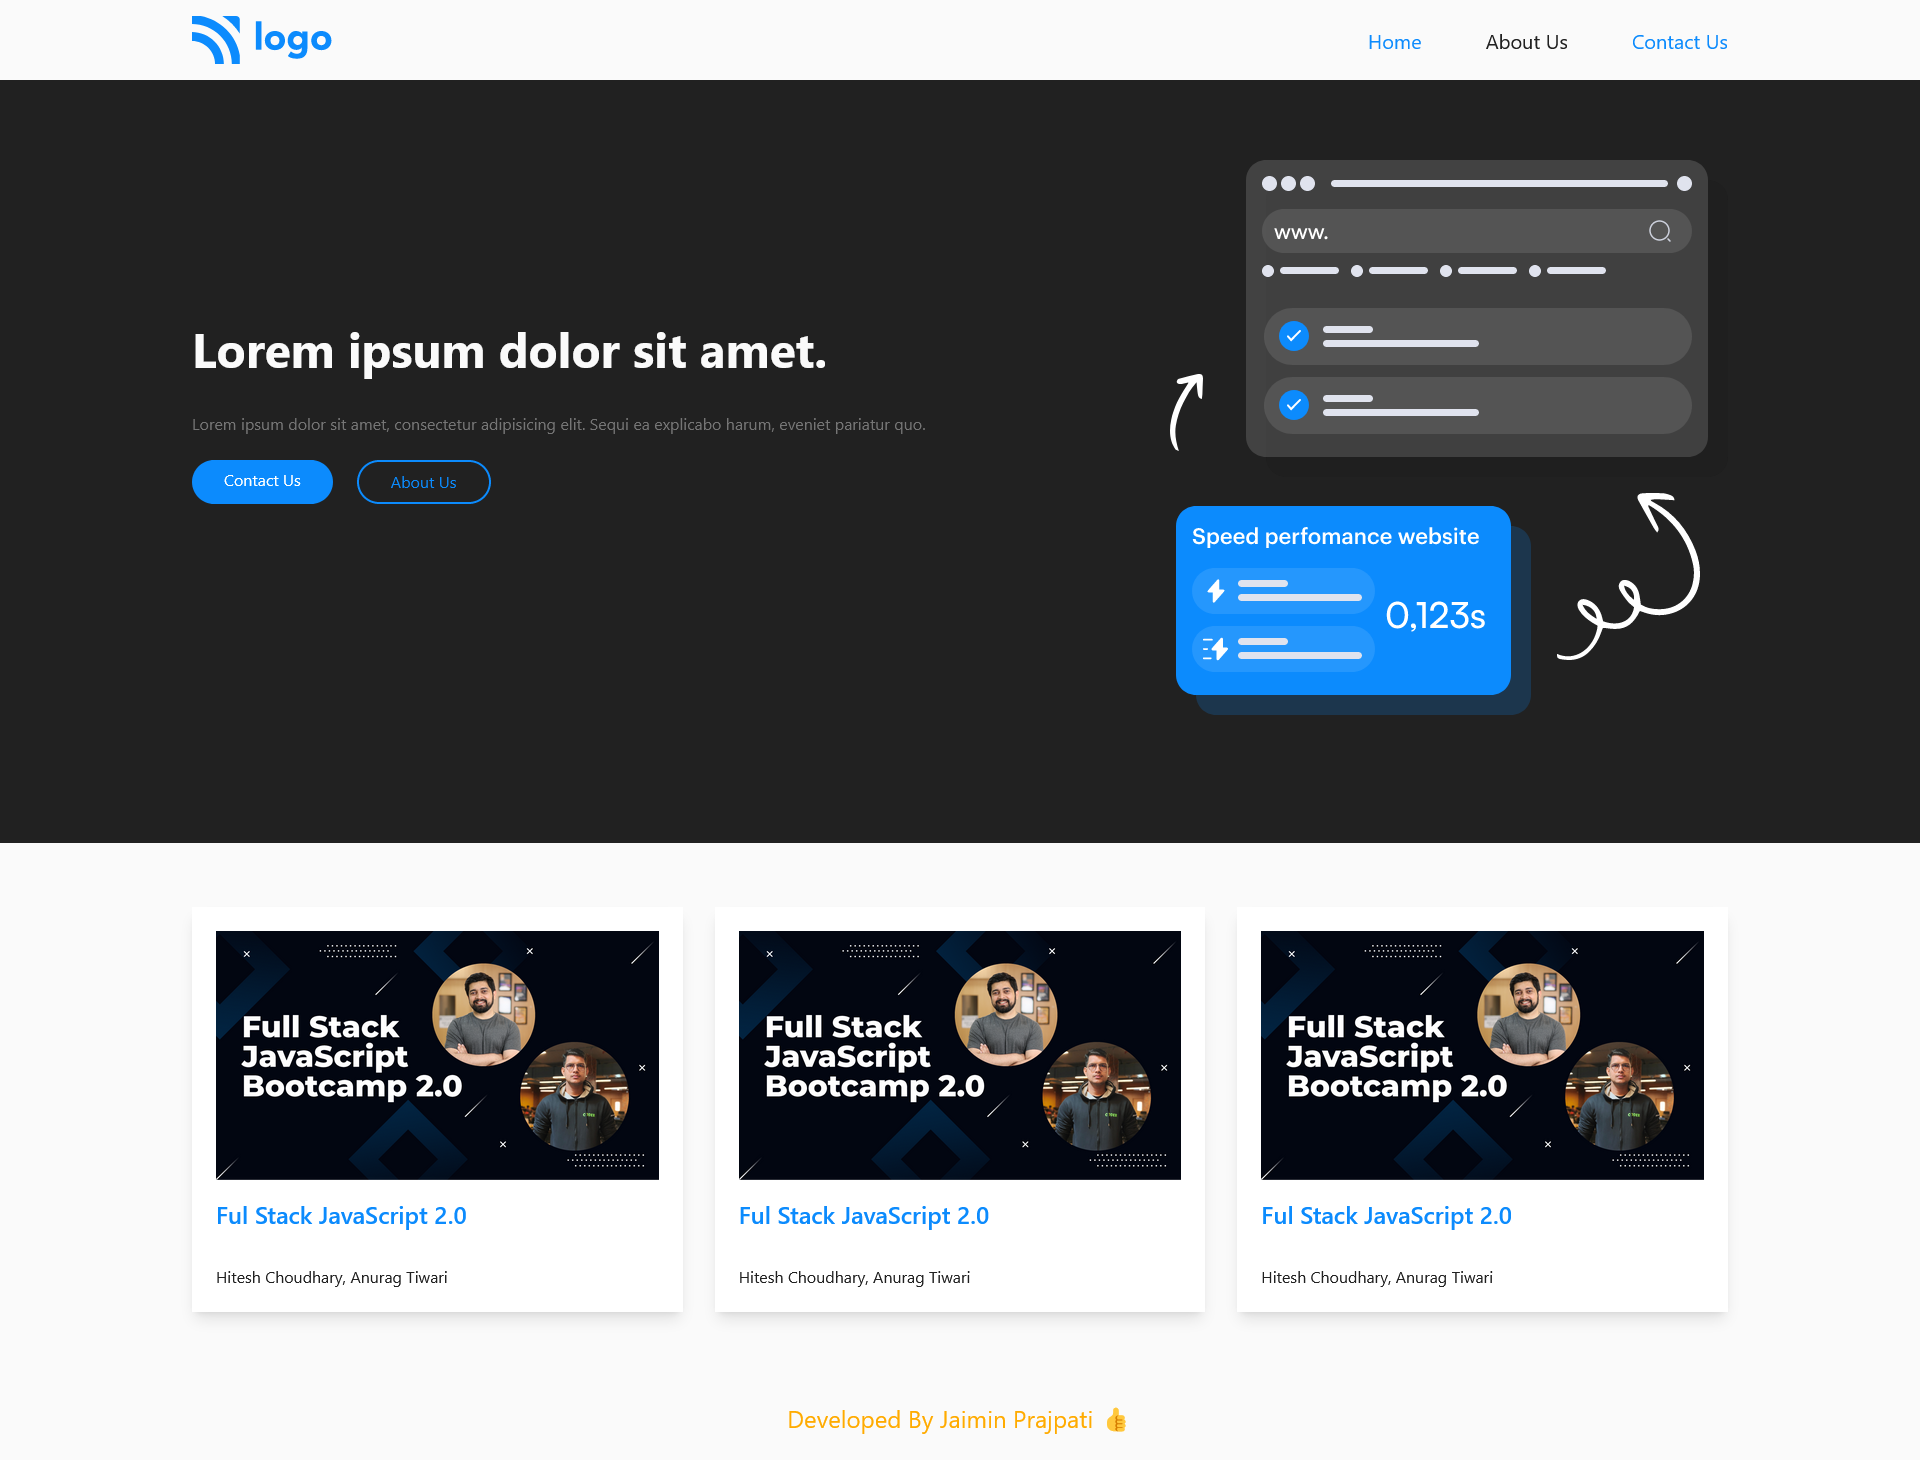 logo
Home
About Us
Contact Us
www.
Lorem ipsum dolor sit amet.
Lorem ipsum dolor sit amet, consectetur adipisicing elit. Sequi ea explicabo harum, eveniet pariatur quo.
Contact Us
About Us
Speed perfomance website
0,123s
Full Stack
JavaScript
Bootcamp 2.0
Ful Stack JavaScript 2.0
Hitesh Choudhary, Anurag Tiwari
Full Stack
JavaScript
Bootcamp 2.0
Ful Stack JavaScript 2.0
Hitesh Choudhary, Anurag Tiwari
Full Stack
JavaScript
Bootcamp 2.0
Ful Stack JavaScript 2.0
Hitesh Choudhary, Anurag Tiwari
Developed By Jaimin Prajpati 👍